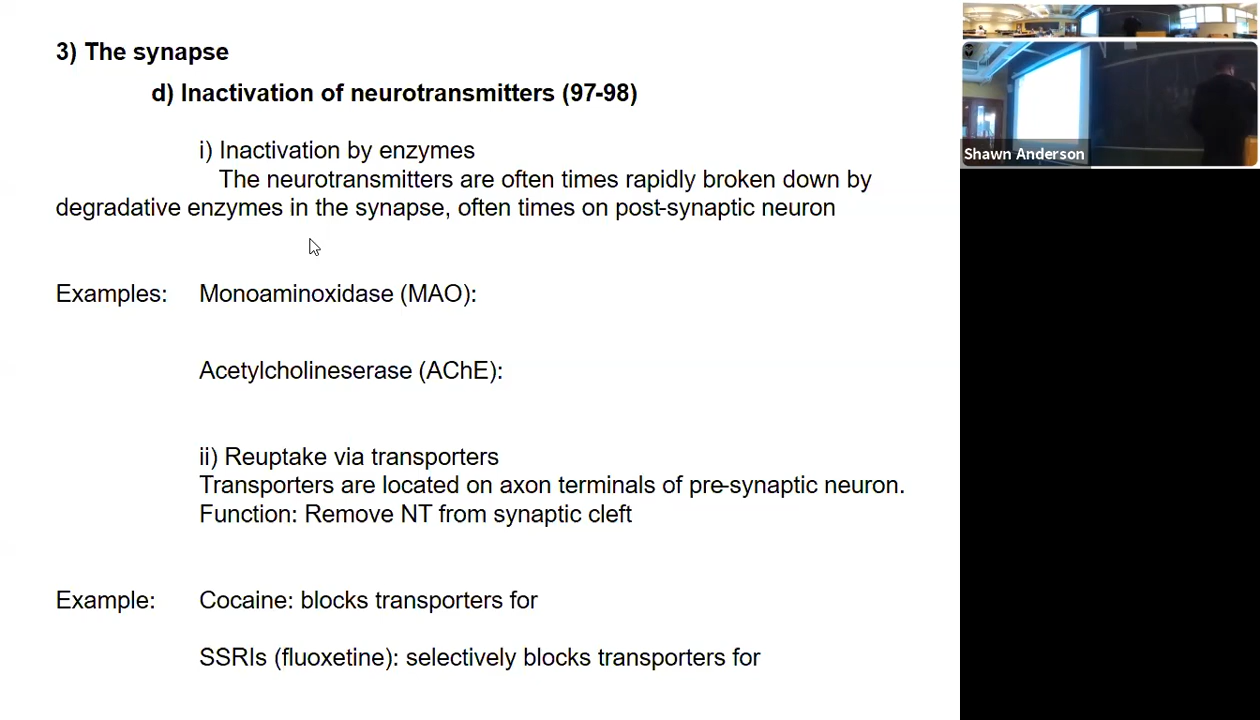 3) The synapse
d) Inactivation of neurotransmitters (97-98)
i) Inactivation by enzymes
The neurotransmitters are often times rapidly broken down by
degradative enzymes in the synapse, often times on post-synaptic neuron
Examples: Monoaminoxidase (MAO):
Acetylcholineserase (AChE):
ii) Reuptake via transporters
Transporters are located on axon terminals of pre-synaptic neuron.
Function: Remove NT from synaptic cleft
Example: Cocaine: blocks transporters for
SSRIs (fluoxetine): selectively blocks transporters for
Shawn Anderson